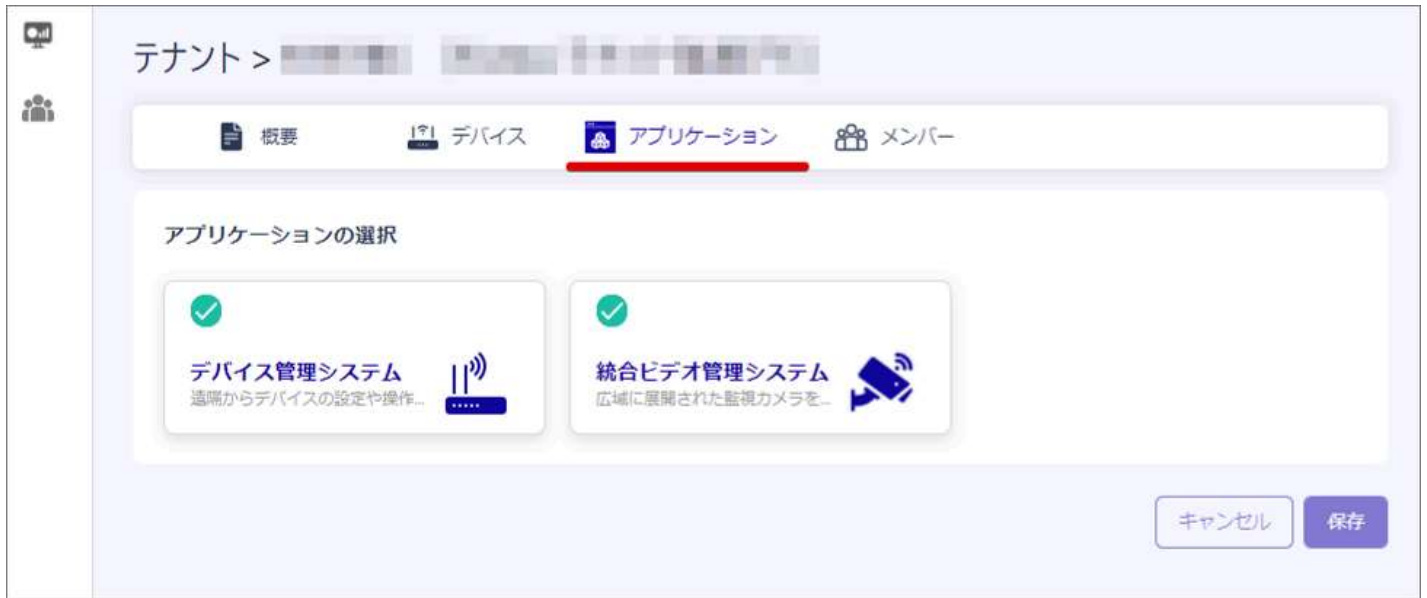 テナント >
概要
デバイス
アプリケーション
メンバー
アプリケーションの選択
デバイス管理システム
遠隔からデバイスの設定や操作...
統合ビデオ管理システム
広域に展開された監視カメラを...
キャンセル
保存